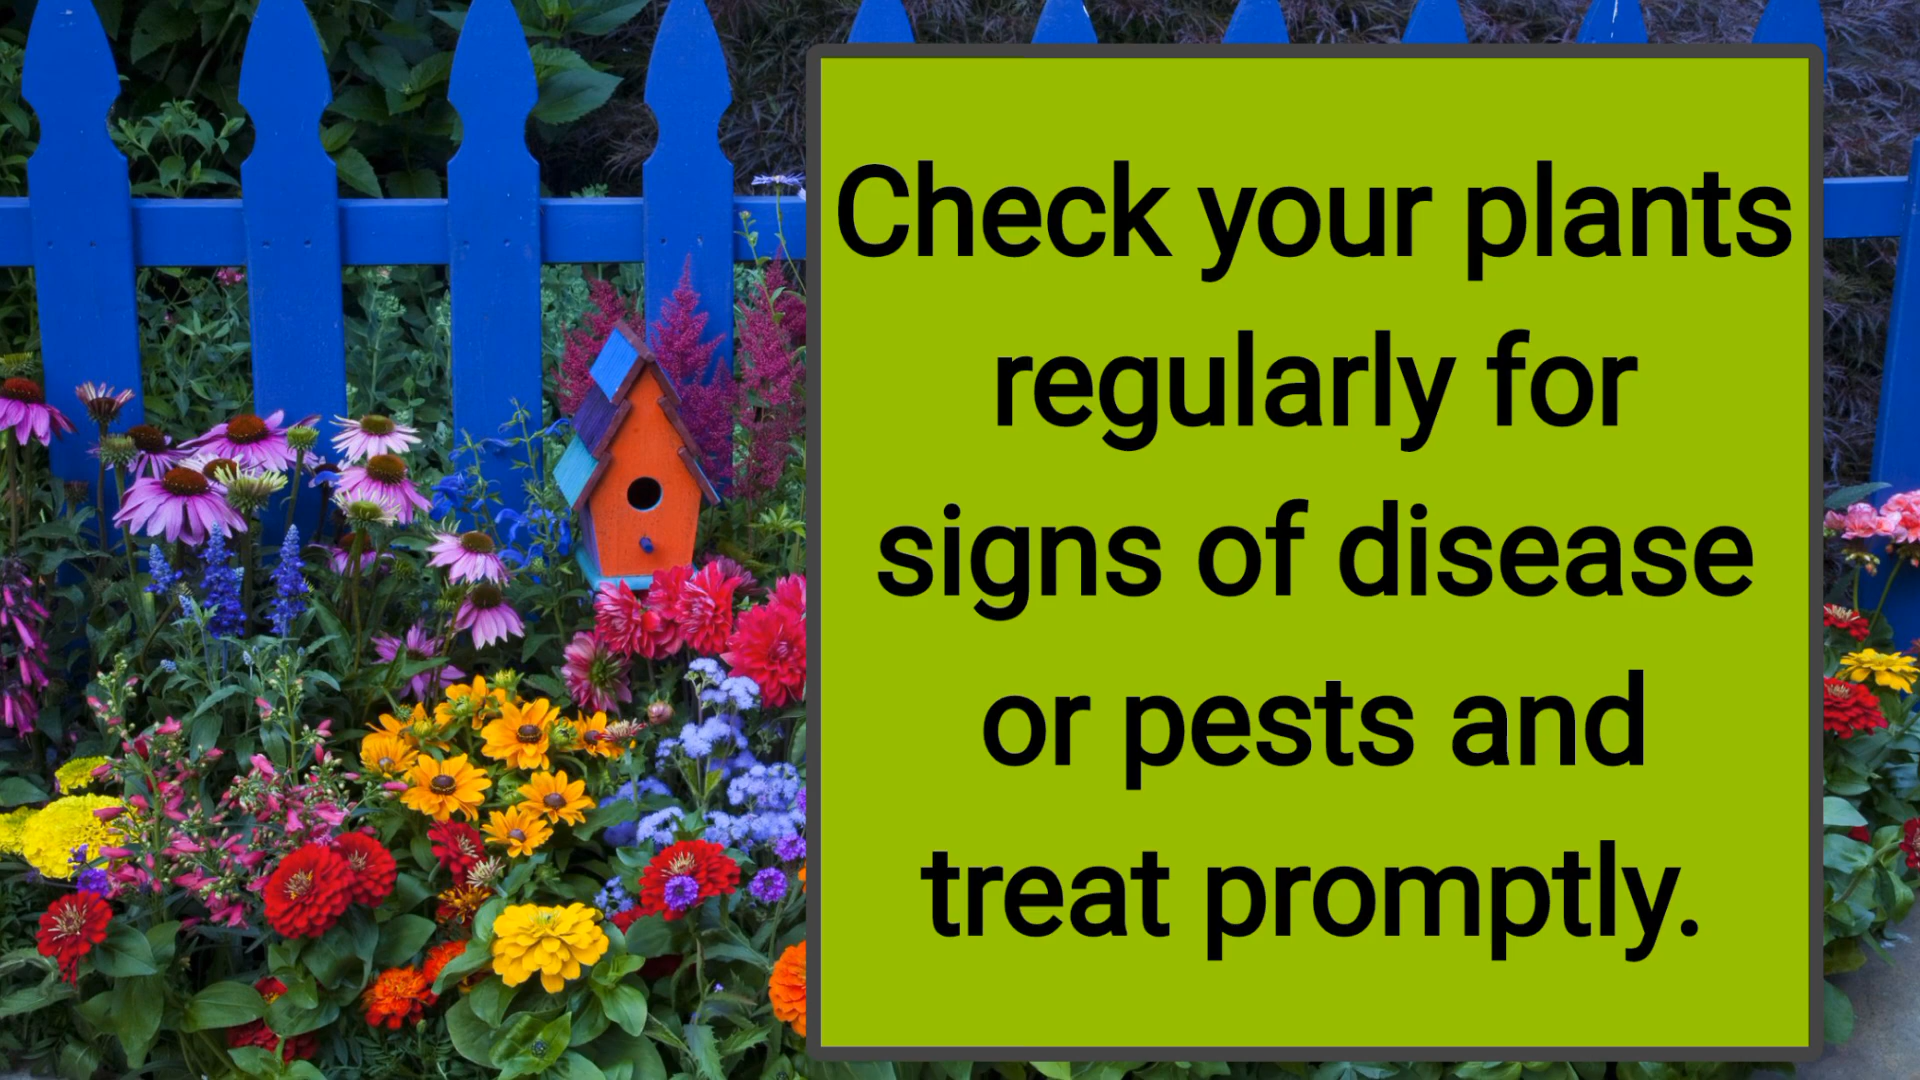 Check your plants
regularly for
signs of disease
or pests and
treat promptly.